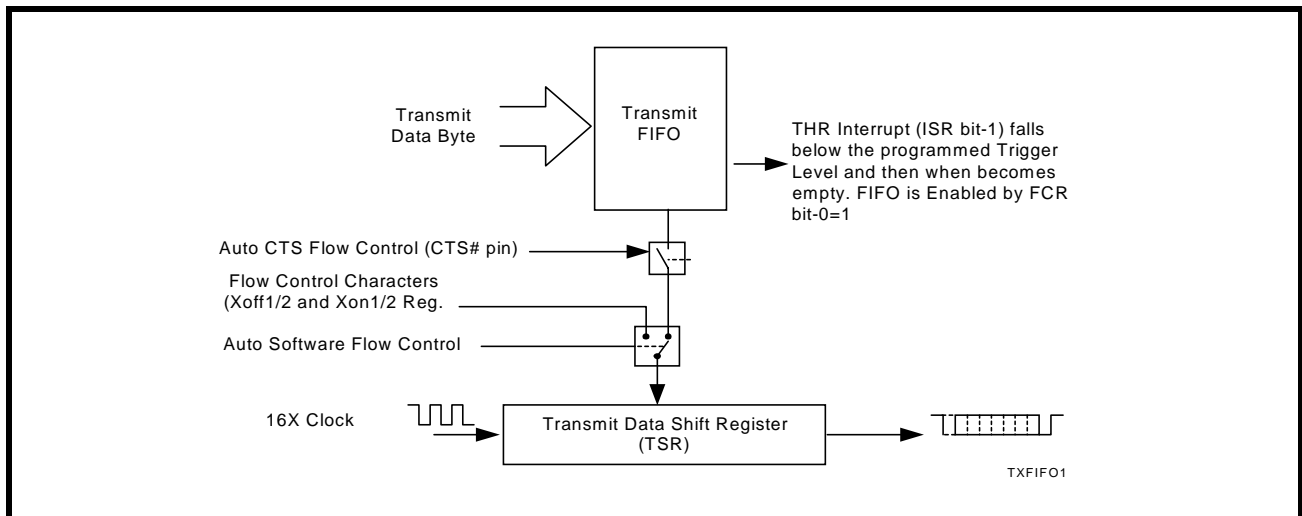 Transmit
Data Byte
Transmit
FIFO
THR Interrupt (ISR bit-1) falls
below the programmed Trigger
Level and then when becomes
empty. FIFO is Enabled by FCR
bit-0=1
Auto CTS Flow Control (CTS# pin)
Flow Control Characters
(Xoff1/2 and Xon1/2 Reg.
Auto Software Flow Control
16X Clock
Transmit Data Shift Register
(TSR)
TXFIFO1